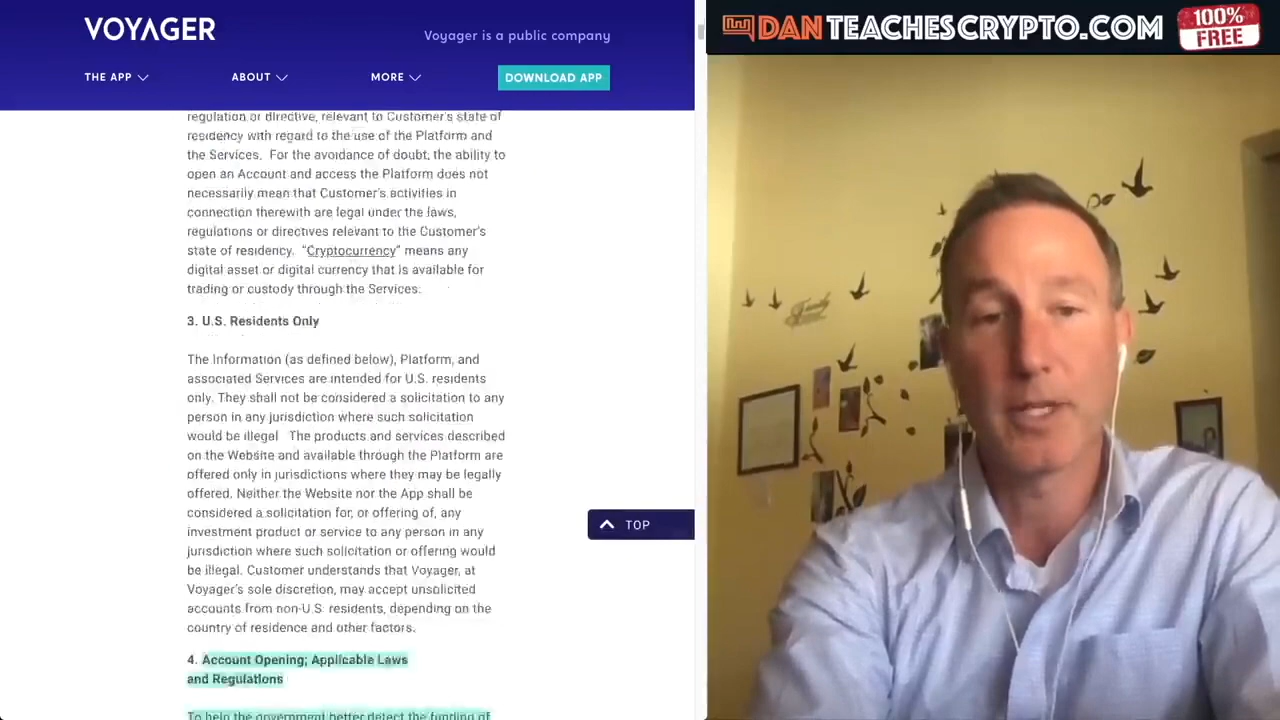 VOYAGER
Voyager is a public company
THE APP
ABOUT
MORE
DOWNLOAD APP
regulation or directive, relevant to Customer's state of
residency with regard to the use of the Platform and
the Services.  For the avoidance of doubt, the ability to
open an Account and access the Platform does not
necessarily mean that Customer's activities in
connection therewith are legal under the laws,
regulations or directives relevant to the Customer's
state of residency.  “Cryptocurrency” means any
digital asset or digital currency that is available for
trading or custody through the Services.
3. U.S. Residents Only
The Information (as defined below), Platform, and
associated Services are intended for U.S. residents
only. They shall not be considered a solicitation to any
person in any jurisdiction where such solicitation
would be illegal   The products and services described
on the Website and available through the Platform are
offered only in jurisdictions where they may be legally
offered. Neither the Website nor the App shall be
considered a solicitation for, or offering of, any
investment product or service to any person in any
jurisdiction where such solicitation or offering would
be illegal. Customer understands that Voyager, at
Voyager's sole discretion, may accept unsolicited
accounts from non-U.S. residents, depending on the
country of residence and other factors.
4. Account Opening; Applicable Laws
and Regulations
To help the government better detect the funding of
TOP
DANTEACHESCRYPTO.COM
100%
FREE
Family